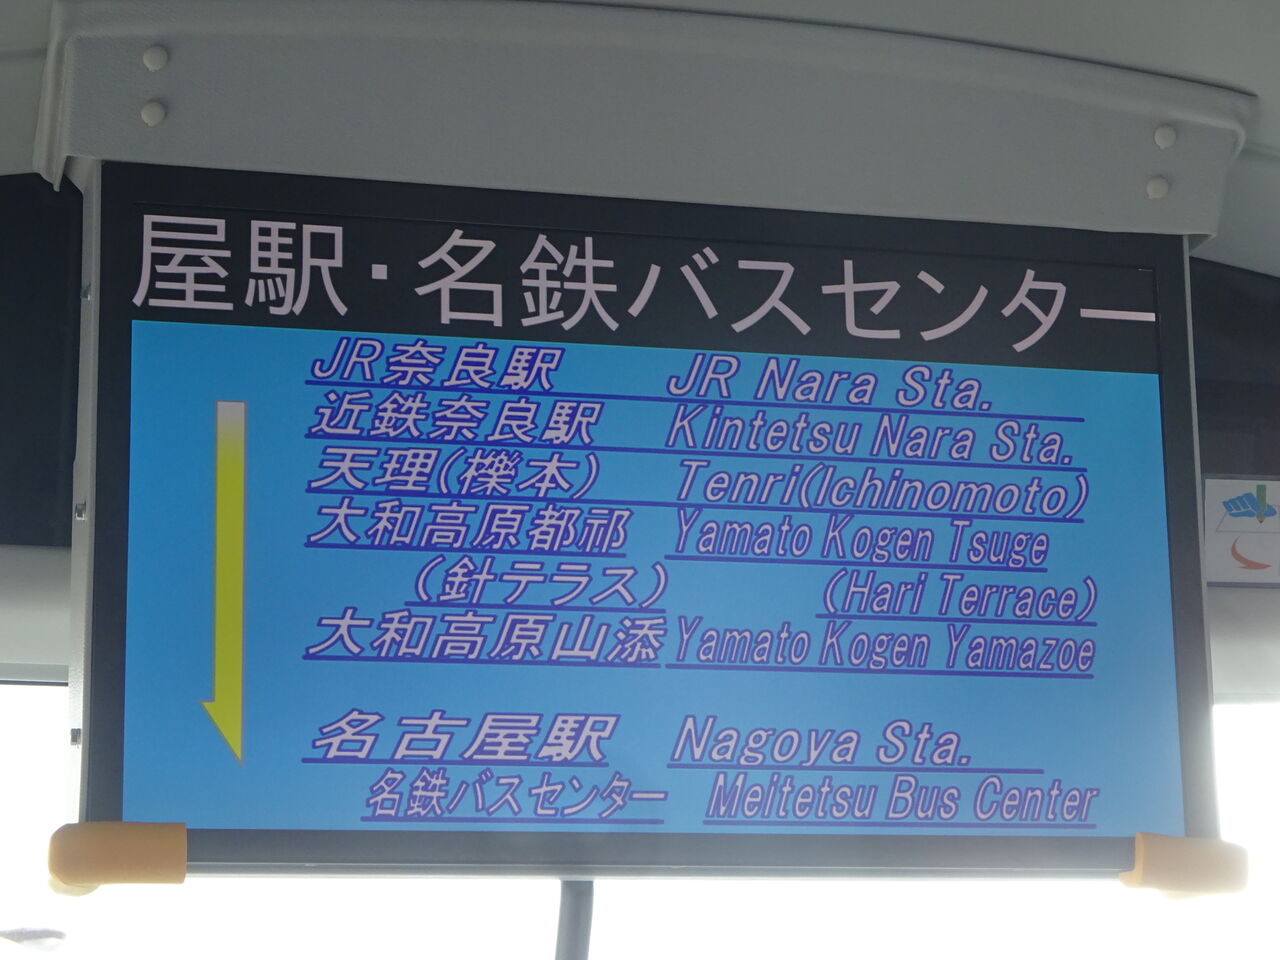 屋駅・名鉄バスセンター
JR奈良駅 JR Nara Sta.
近鉄奈良駅 Kintetsu Nara Sta.
天理(櫟本) Tenri(Ichinomoto)
大和高原都祁 Yamato Kogen Tsuge
(針テラス) (Hari Terrace)
大和高原山添 Yamato Kogen Yamazoe
名古屋駅 Nagoya Sta.
名鉄バスセンター Meitetsu Bus Center